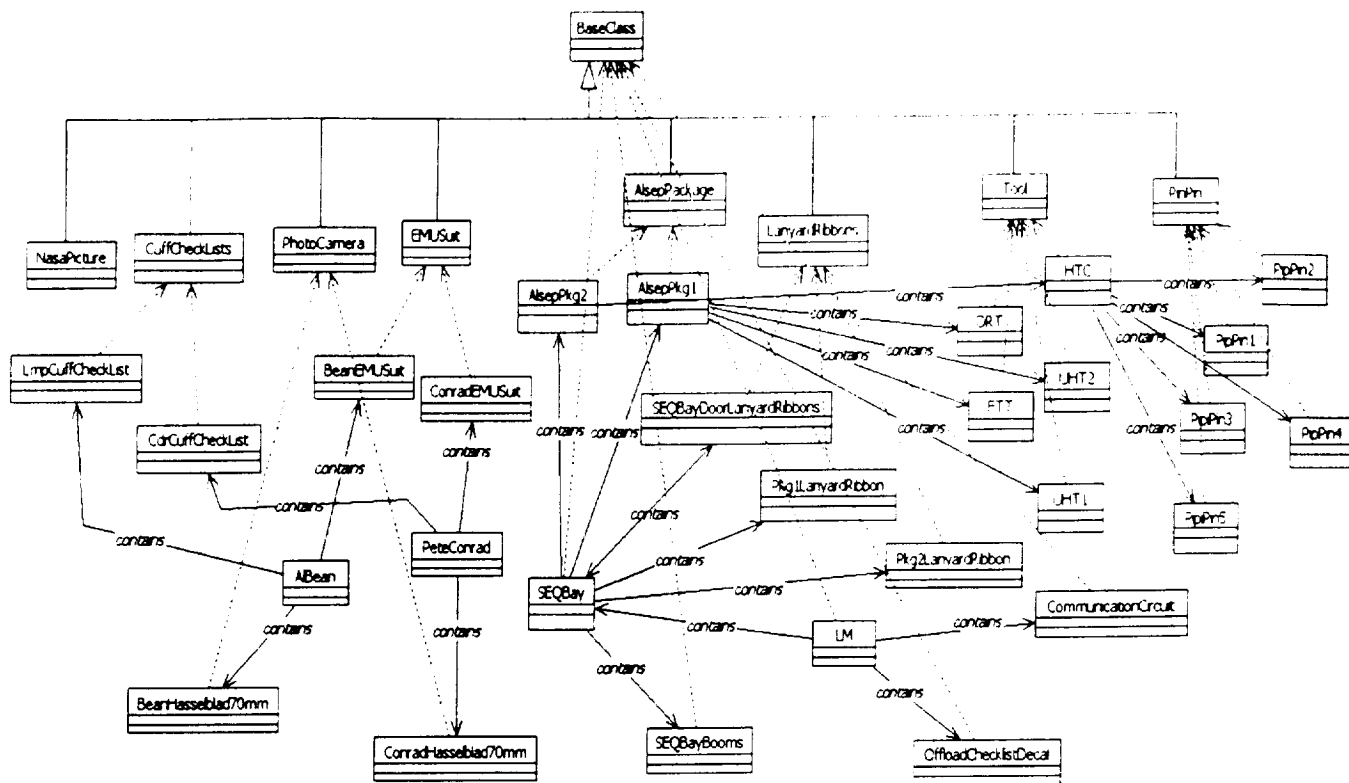 BaseClass
AlsepPackage
Tool
PinPin
LanyardRibbons
EMUSuit
CuffCheckLists
PhotoCamera
NasaPicture
HTC
PipPin2
AlsepPkg2
AlsepPkg1
contains
contains
contains
contains
contains
contains
contains
contains
contains
contains
PipPin1
UHT2
LmpCuffCheckList
BeanEMUSuit
ConradEMUSuit
SEQBayDoorLanyardRibbons
PipPin3
PipPin4
CdrCuffCheckList
contains
contains
contains
contains
contains
contains
Pkg1LanyardRibbon
UHT1
PipPin5
contains
contains
PeteConrad
contains
Pkg2LanyardRibbon
AlBean
SEQBay
contains
CommunicationCircuit
contains
LM
contains
contains
contains
contains
contains
BeanHasselblad70mm
ConradHasselblad70mm
SEQBayBooms
OffloadChecklistDecal